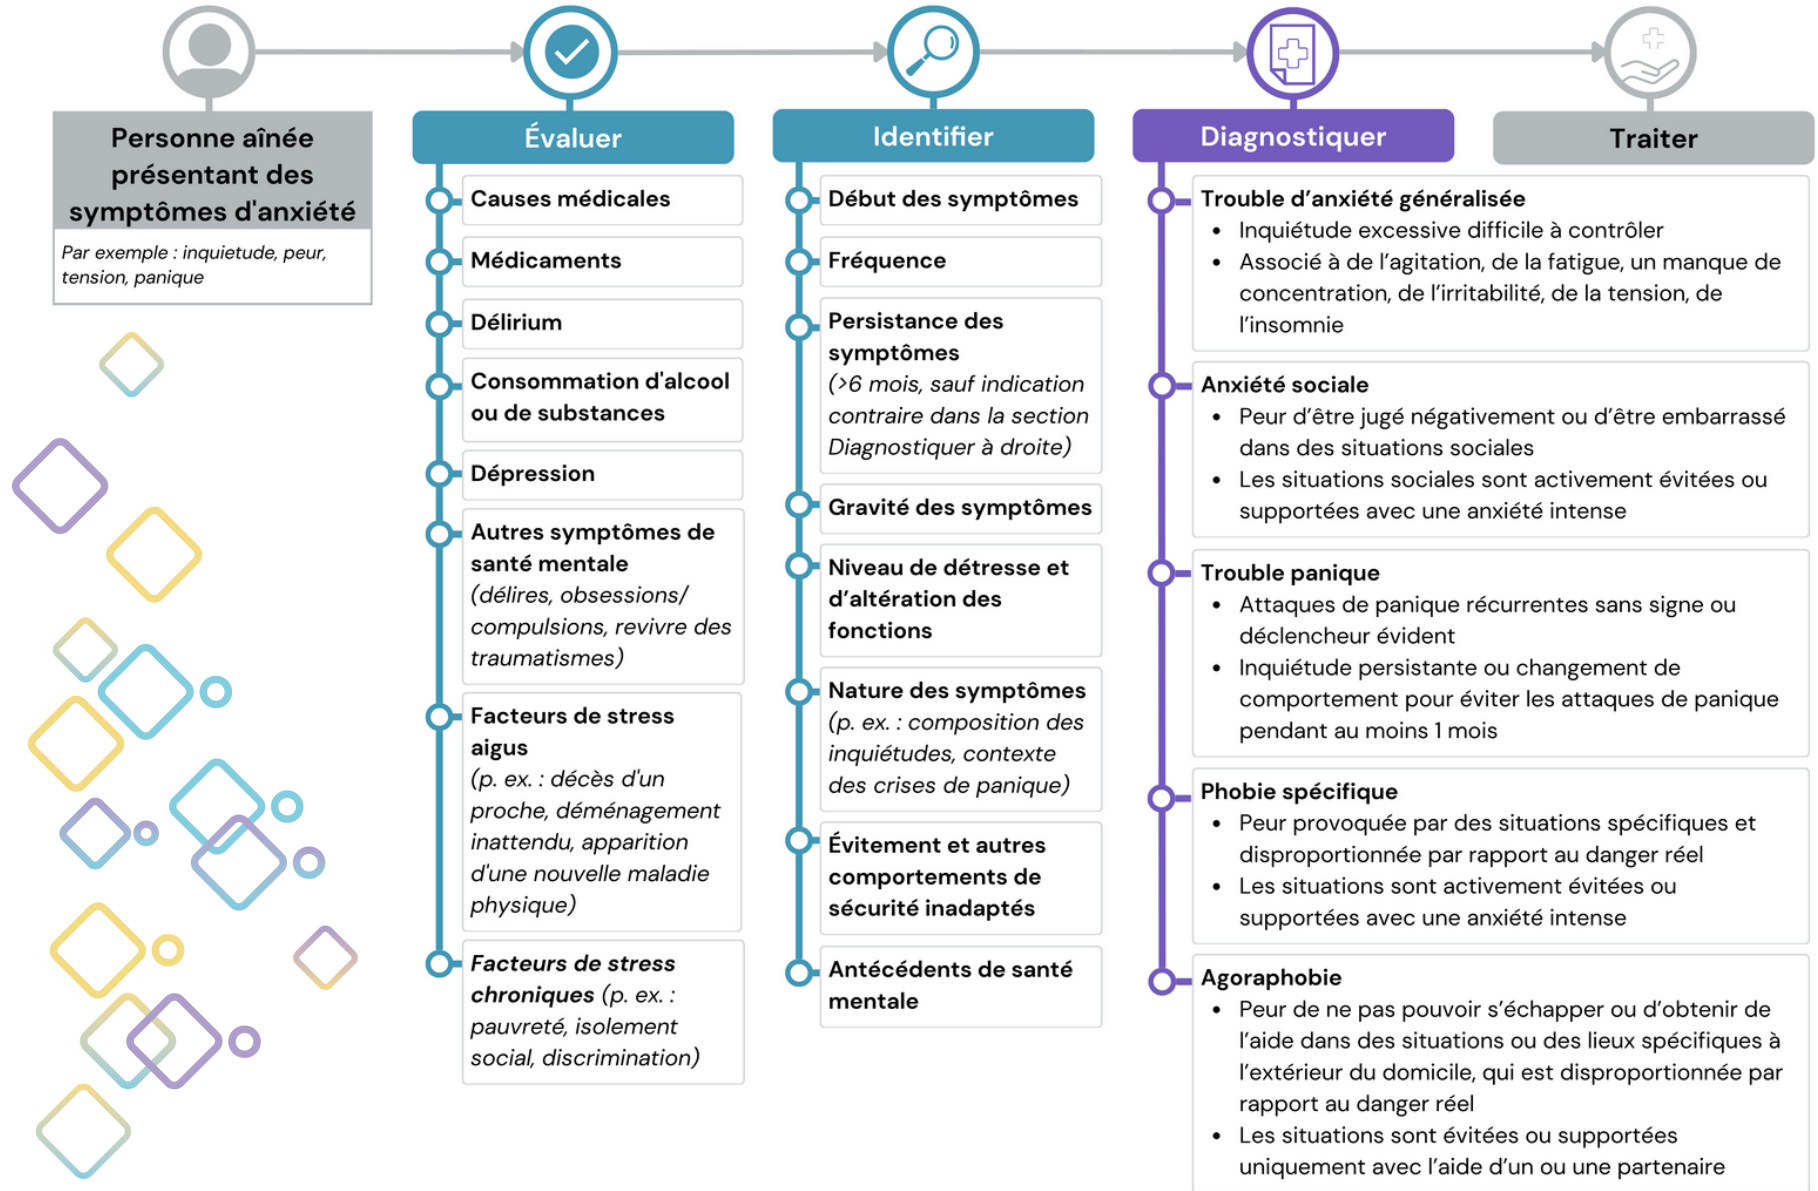 Personne aînée
présentant des
symptômes d'anxiété
Par exemple : inquietude, peur,
tension, panique
Évaluer
Causes médicales
Médicaments
Délirium
Consommation d'alcool
ou de substances
Dépression
Autres symptômes de
santé mentale
(délires, obsessions/
compulsions, revivre des
traumatismes)
Facteurs de stress
aigus
(p. ex. : décès d'un
proche, déménagement
inattendu, apparition
d'une nouvelle maladie
physique)
Facteurs de stress
chroniques (p. ex. :
pauvreté, isolement
social, discrimination)
Identifier
Début des symptômes
Fréquence
Persistance des
symptômes
(>6 mois, sauf indication
contraire dans la section
Diagnostiquer à droite)
Gravité des symptômes
Niveau de détresse et
d’altération des
fonctions
Nature des symptômes
(p. ex. : composition des
inquiétudes, contexte
des crises de panique)
Évitement et autres
comportements de
sécurité inadaptés
Antécédents de santé
mentale
Diagnostiquer
Trouble d’anxiété généralisée
• Inquiétude excessive difficile à contrôler
• Associé à de l’agitation, de la fatigue, un manque de
concentration, de l’irritabilité, de la tension, de
l’insomnie
Anxiété sociale
• Peur d’être jugé négativement ou d’être embarrassé
dans des situations sociales
• Les situations sociales sont activement évitées ou
supportées avec une anxiété intense
Trouble panique
• Attaques de panique récurrentes sans signe ou
déclencheur évident
• Inquiétude persistante ou changement de
comportement pour éviter les attaques de panique
pendant au moins 1 mois
Phobie spécifique
• Peur provoquée par des situations spécifiques et
disproportionnée par rapport au danger réel
• Les situations sont activement évitées ou
supportées avec une anxiété intense
Agoraphobie
• Peur de ne pas pouvoir s’échapper ou d’obtenir de
l’aide dans des situations ou des lieux spécifiques à
l’extérieur du domicile, qui est disproportionnée par
rapport au danger réel
• Les situations sont évitées ou supportées
uniquement avec l’aide d’un ou une partenaire
Traiter